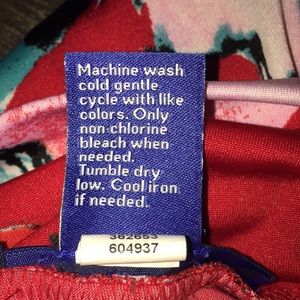 Machine wash
cold gentle
cycle with like
colors. Only
non-chlorine
bleach when
needed.
Tumble dry
low. Cool iron
if needed.
604937